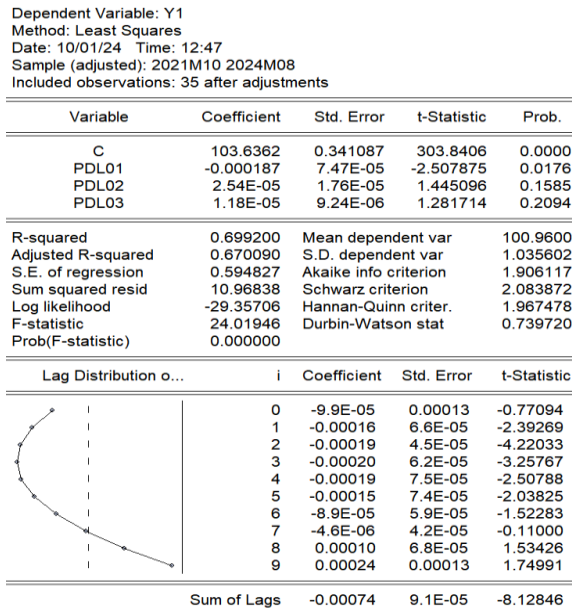 Dependent Variable: Y1
Method: Least Squares
Date: 10/01/24 Time: 12:47
Sample (adjusted): 2021M10 2024M08
Included observations: 35 after adjustments
Variable Coefficient Std. Error t-Statistic Prob.
C 103.6362 0.341087 303.8406 0.0000
PDL01 -0.000187 7.47E-05 -2.507875 0.0176
PDL02 2.54E-05 1.76E-05 1.445096 0.1585
PDL03 1.18E-05 9.24E-06 1.281714 0.2094
R-squared 0.699200 Mean dependent var 100.9600
Adjusted R-squared 0.670090 S.D. dependent var 1.035602
S.E. of regression 0.594827 Akaike info criterion 1.906117
Sum squared resid 10.96838 Schwarz criterion 2.083872
Log likelihood -29.35706 Hannan-Quinn criter. 1.967478
F-statistic 24.01946 Durbin-Watson stat 0.739720
Prob(F-statistic) 0.000000
Lag Distribution o... i Coefficient Std. Error t-Statistic
0 -9.9E-05 0.00013 -0.77094
1 -0.00016 6.6E-05 -2.39269
2 -0.00019 4.5E-05 -4.22033
3 -0.00020 6.2E-05 -3.25767
4 -0.00019 7.5E-05 -2.50788
5 -0.00015 7.4E-05 -2.03825
6 -8.9E-05 5.9E-05 -1.52283
7 -4.6E-06 4.2E-05 -0.11000
8 0.00010 6.8E-05 1.53426
9 0.00024 0.00013 1.74991
Sum of Lags -0.00074 9.1E-05 -8.12846